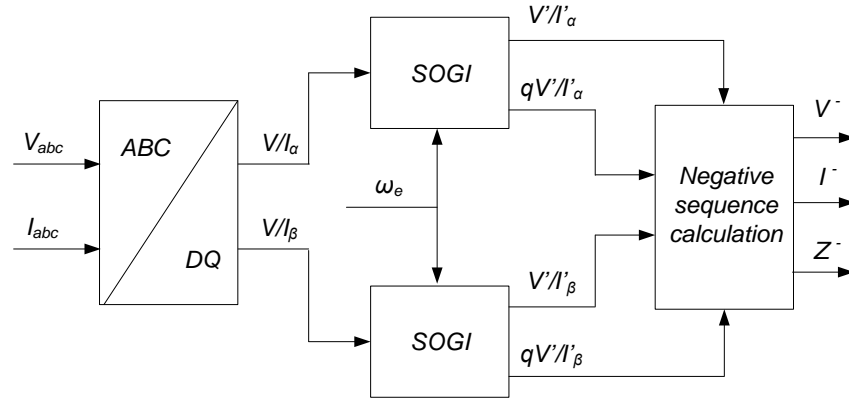 V'/I'α
SOGI
qV'/I'α
V -
Vabc
ABC
V/Iα
ωe
Negative
sequence
calculation
I -
Iabc
DQ
V/Iβ
V'/I'β
Z -
SOGI
qV'/I'β